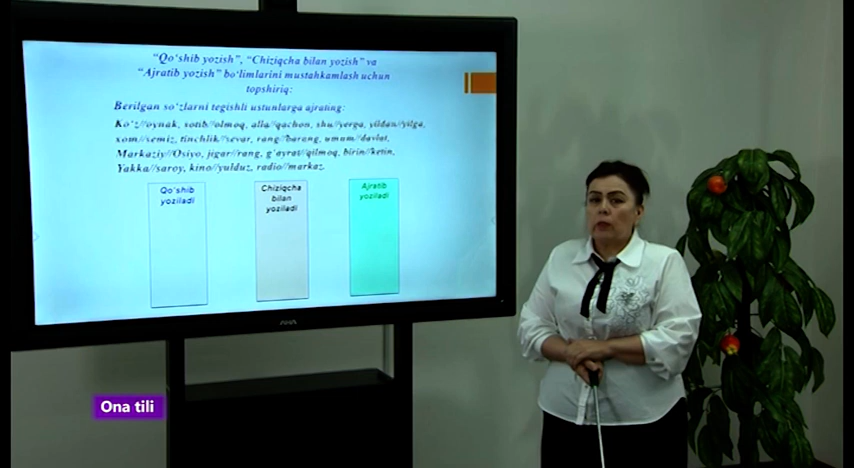 “Qo‘shib yozish”, “Chiziqcha bilan yozish” va
“Ajratib yozish” bo‘limlarini mustahkamlash uchun
topshiriq:
Berilgan so‘zlarni tegishli ustunlarga ajrating:
Ko‘z//oynak, sotib//olmoq, alla//qachon, shu//yerga, yildan//yilga,
xom//semiz, tinchlik//sevar, rang//barang, umum//davlat,
Markaziy//Osiyo, jigar//rang, g‘ayrat//qilmoq, birin//ketin,
Yakka//saroy, kino//yulduz, radio//markaz.
Qo‘shib
yoziladi
Chiziqcha
bilan
yoziladi
Ajratib
yoziladi
Ona tili